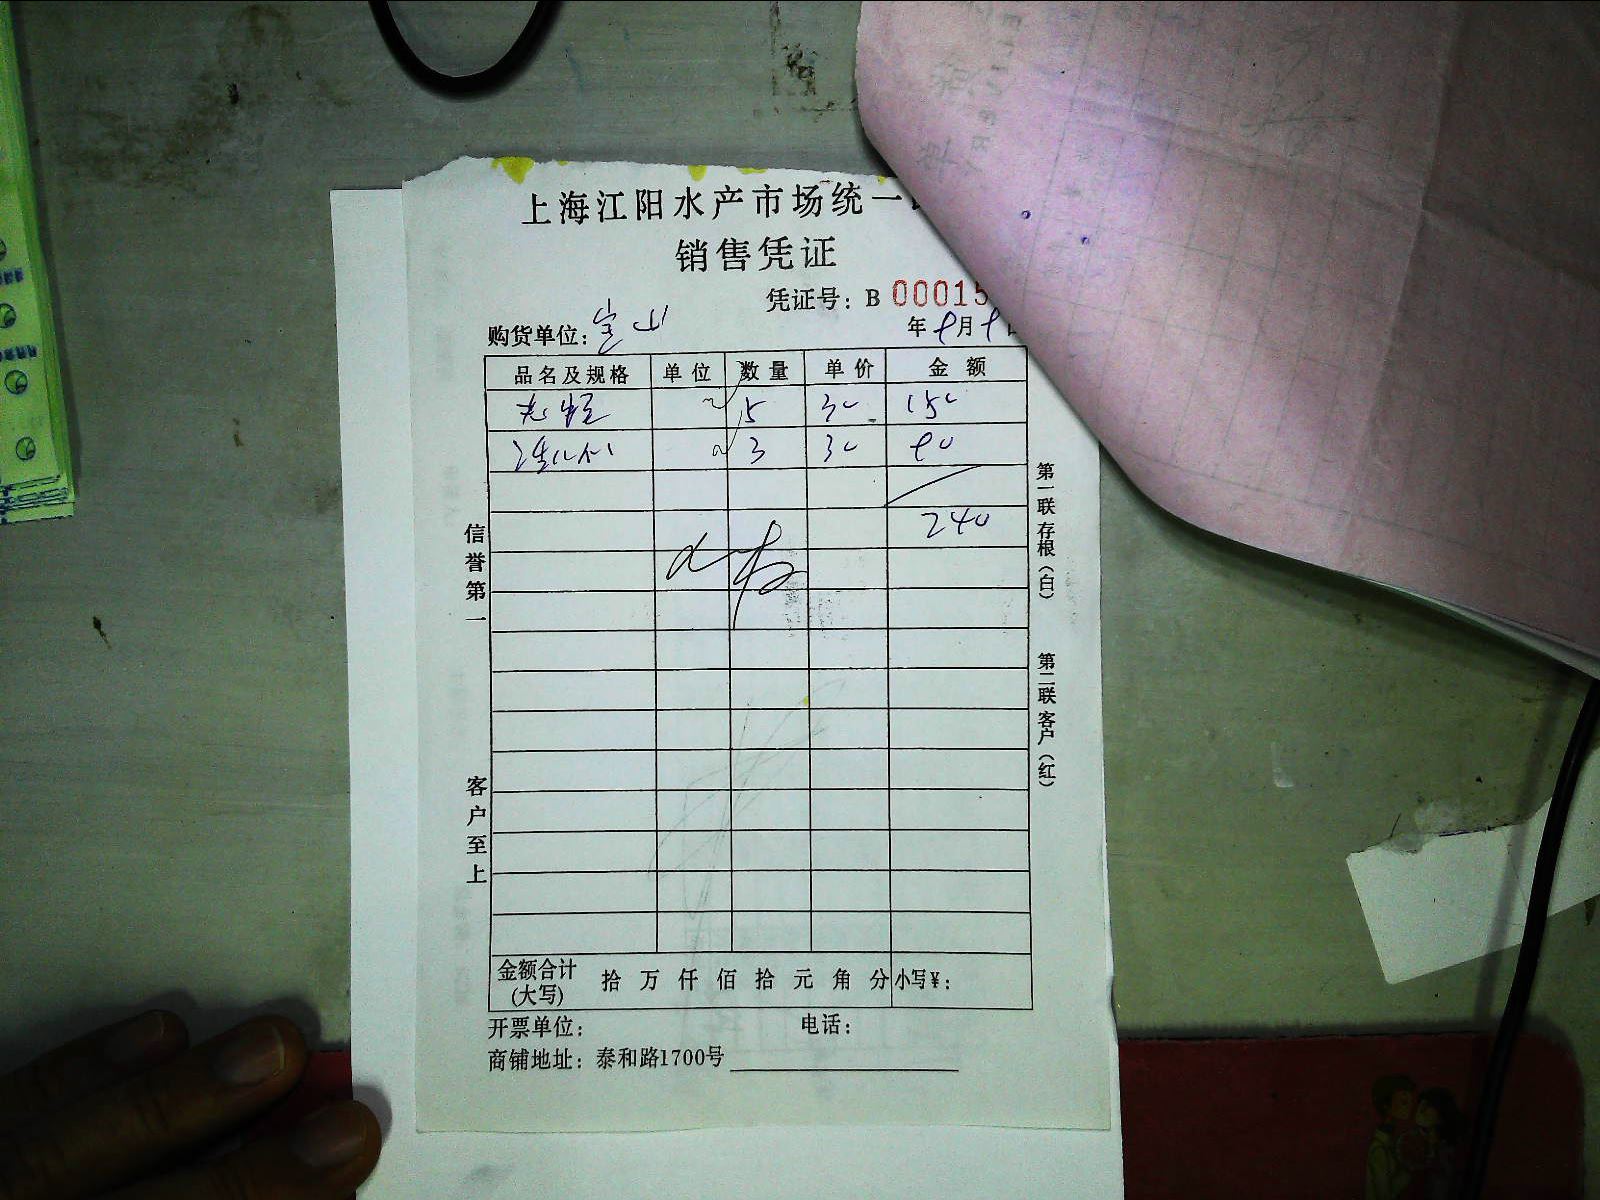 上海江阳水产市场统一
销售凭证
凭证号：B 00015
购货单位：宝山
年 9月9
品名及规格 单位 数量 单价 金额
5 30 150
3 30 90
240
信誉第一
客户至上
第一联存根（白）
第二联客户（红）
金额合计(大写) 拾 万 仟 佰 拾 元 角 分 小写¥：
开票单位： 电话：
商铺地址：泰和路1700号